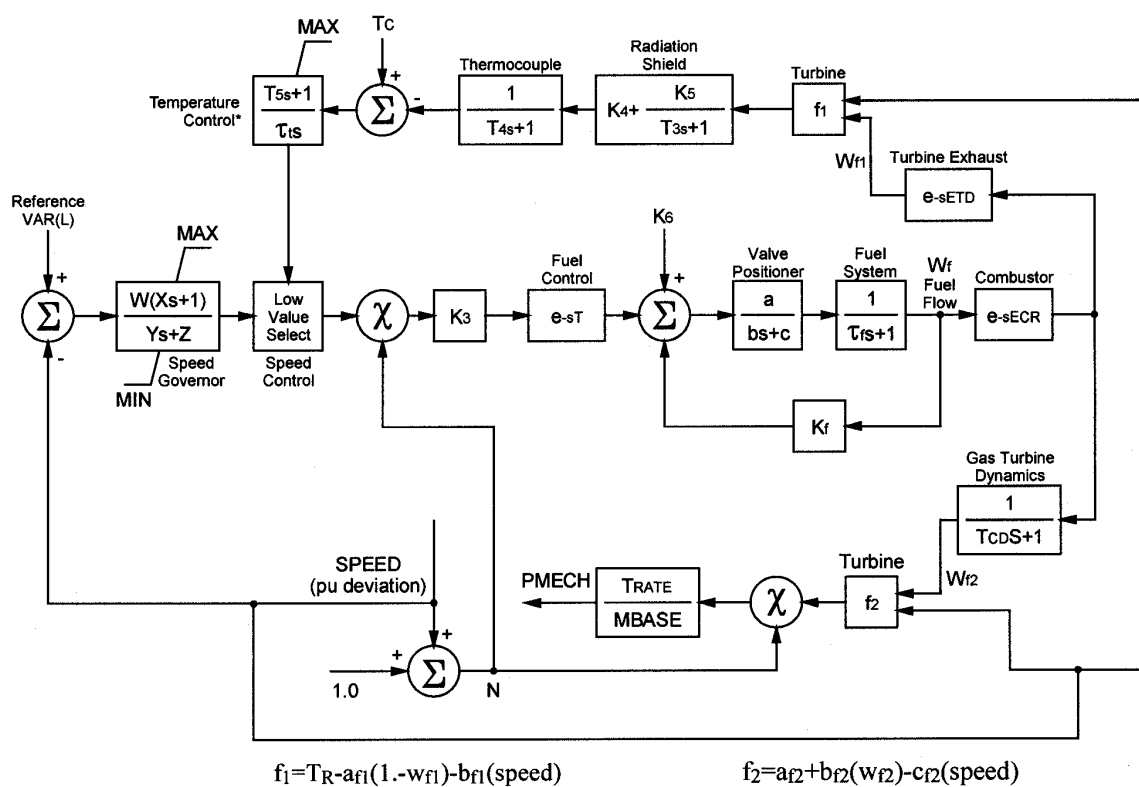 MAX
Tc
+
-
Σ
Temperature
Control*
T5s+1
τts
Thermocouple
1
T4s+1
Radiation
Shield
K4+
K5
T3s+1
Turbine
f1
Wf1
Turbine Exhaust
e-sETD
Reference
VAR(L)
+
-
Σ
MAX
W(Xs+1)
Ys+Z
Speed
Governor
MIN
Low
Value
Select
Speed
Control
χ
K3
Fuel
Control
e-sT
K6
+
Σ
Valve
Positioner
a
bs+c
Fuel
System
1
τfs+1
Wf
Fuel
Flow
Combustor
e-sECR
Kf
Gas Turbine
Dynamics
1
TCDS+1
Wf2
Turbine
f2
χ
TRATE
MBASE
PMECH
SPEED
(pu deviation)
+
+
Σ
1.0
N
f1=TR-af1(1.-wf1)-bf1(speed)
f2=af2+bf2(wf2)-cf2(speed)